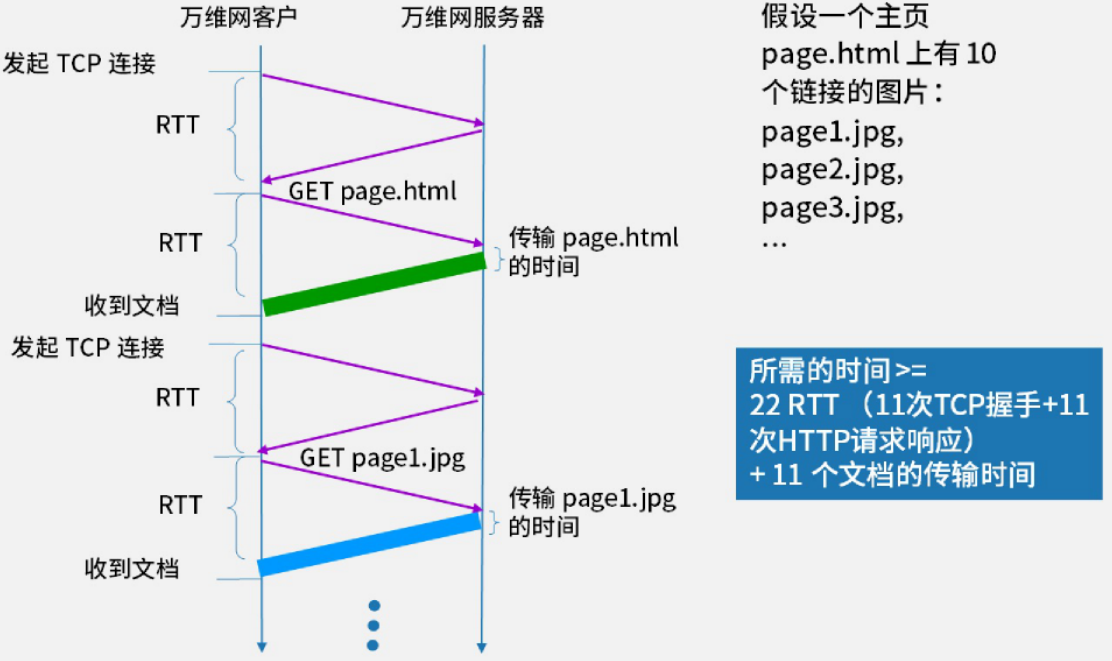 万维网客户
万维网服务器
发起 TCP 连接
RTT
GET page.html
RTT
传输 page.html
的时间
收到文档
发起 TCP 连接
RTT
GET page1.jpg
RTT
传输 page1.jpg
的时间
收到文档
假设一个主页
page.html 上有 10
个链接的图片：
page1.jpg,
page2.jpg,
page3.jpg,
...
所需的时间 >=
22 RTT （11次TCP握手+11
次HTTP请求响应）
+ 11 个文档的传输时间